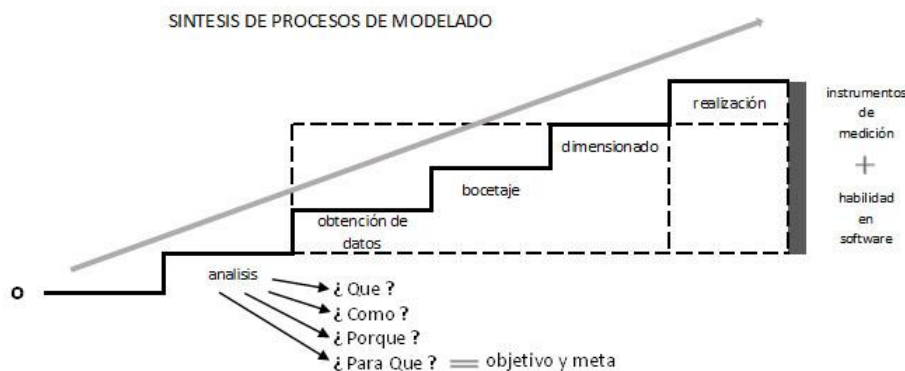 SINTESIS DE PROCESOS DE MODELADO
realización
instrumentos
de
medición
+
habilidad
en
software
dimensionado
bocetaje
obtención de
datos
analisis
O
¿ Que ?
¿ Como ?
¿ Porque ?
¿ Para Que ? = objetivo y meta